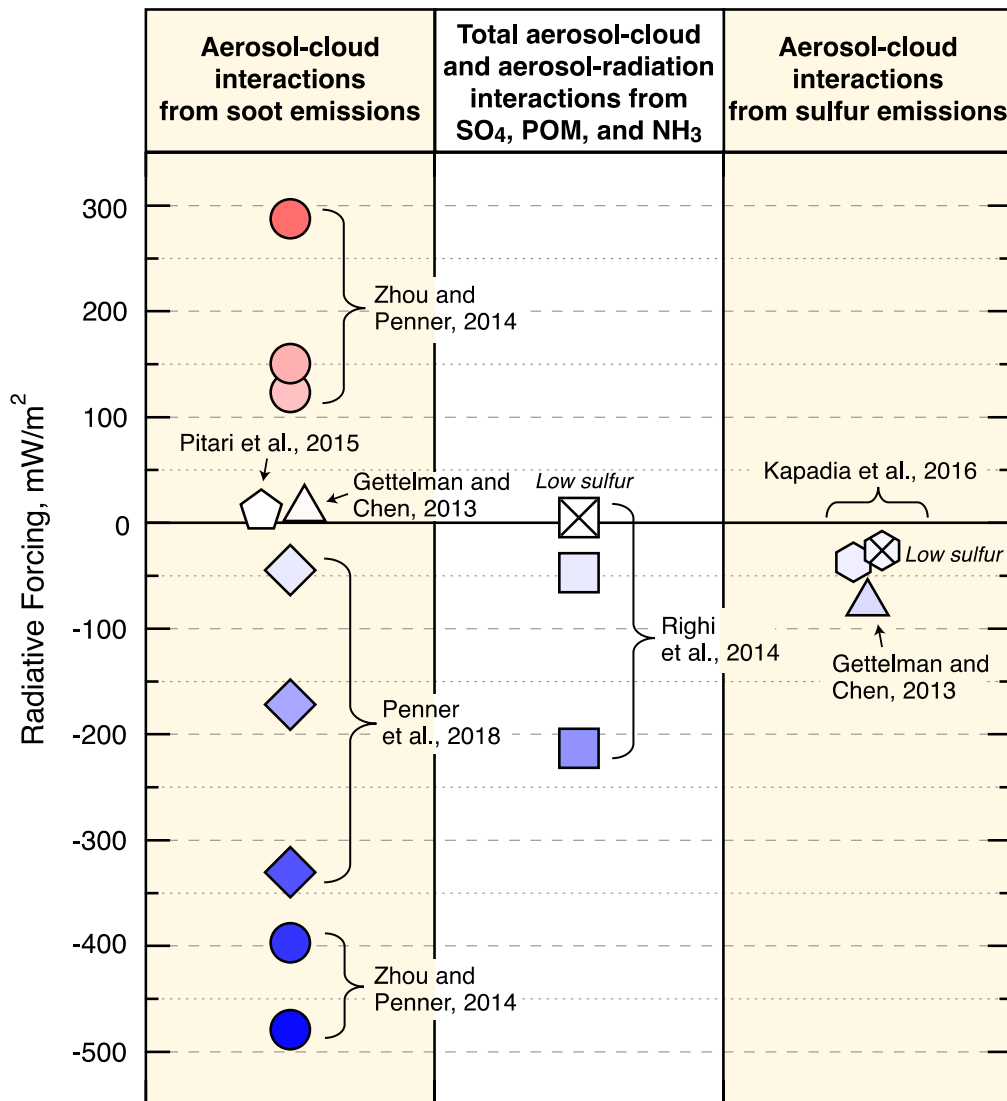 Aerosol-cloud
interactions
from soot emissions
Total aerosol-cloud
and aerosol-radiation
interactions from
SO₄, POM, and NH₃
Aerosol-cloud
interactions
from sulfur emissions
Radiative Forcing, mW/m²
300
200
100
0
-100
-200
-300
-400
-500
Zhou and
Penner, 2014
Pitari et al., 2015
Gettelman and
Chen, 2013
Penner
et al., 2018
Zhou and
Penner, 2014
Low sulfur
Righi
et al., 2014
Kapadia et al., 2016
Low sulfur
Gettelman and
Chen, 2013